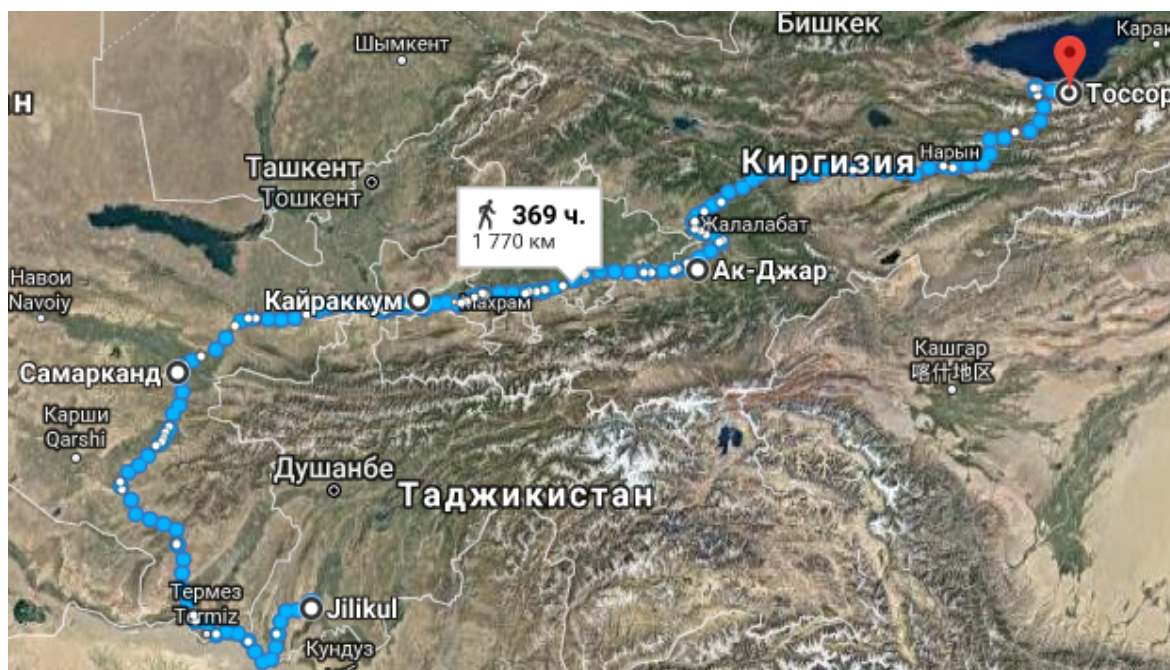 Бишкек
Карак
Шымкент
ин
Тоссор
Нарын
Киргизия
Ташкент
Тошкент
369 ч.
1 770 км
Жалалабат
Ак-Джар
Навои
Navoiy
Кайраккум
Махрам
Самарканд
Кашгар
喀什地区
Карши
Qarshi
Душанбе
Таджикистан
Термез
Termiz
Jilikul
Кундуз